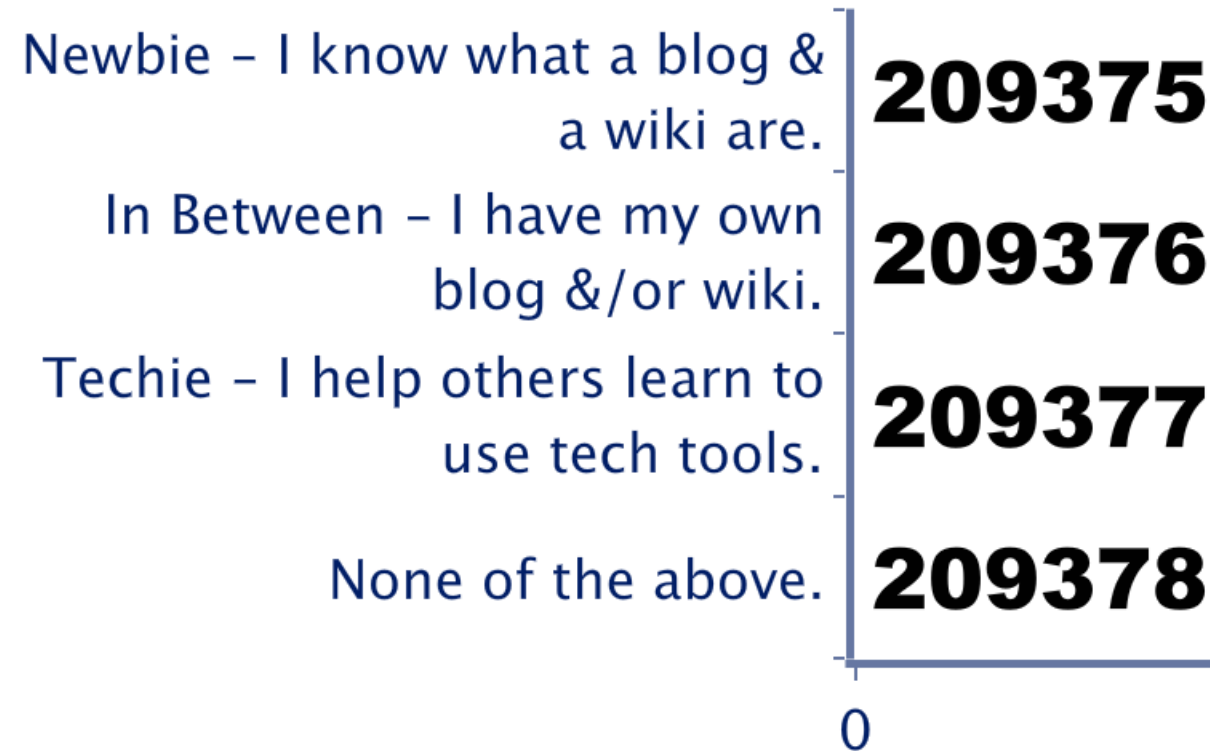 Newbie – I know what a blog &
a wiki are.
209375
In Between – I have my own
blog &/or wiki.
209376
Techie – I help others learn to
use tech tools.
209377
None of the above.
209378
0